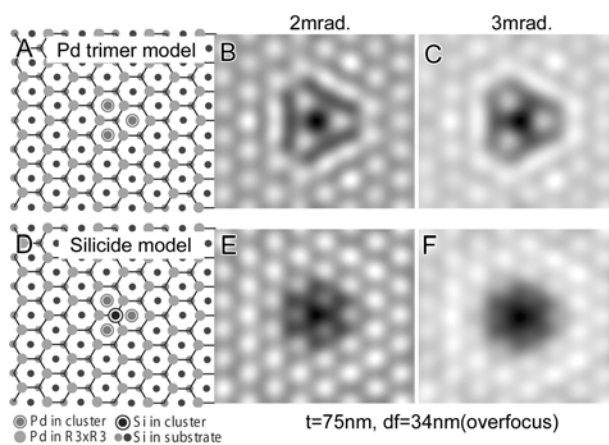 2mrad. 3mrad.
A Pd trimer model B C
D Silicide model E F
Pd in cluster Si in cluster
Pd in R3xR3 Si in substrate
t=75nm, df=34nm(overfocus)